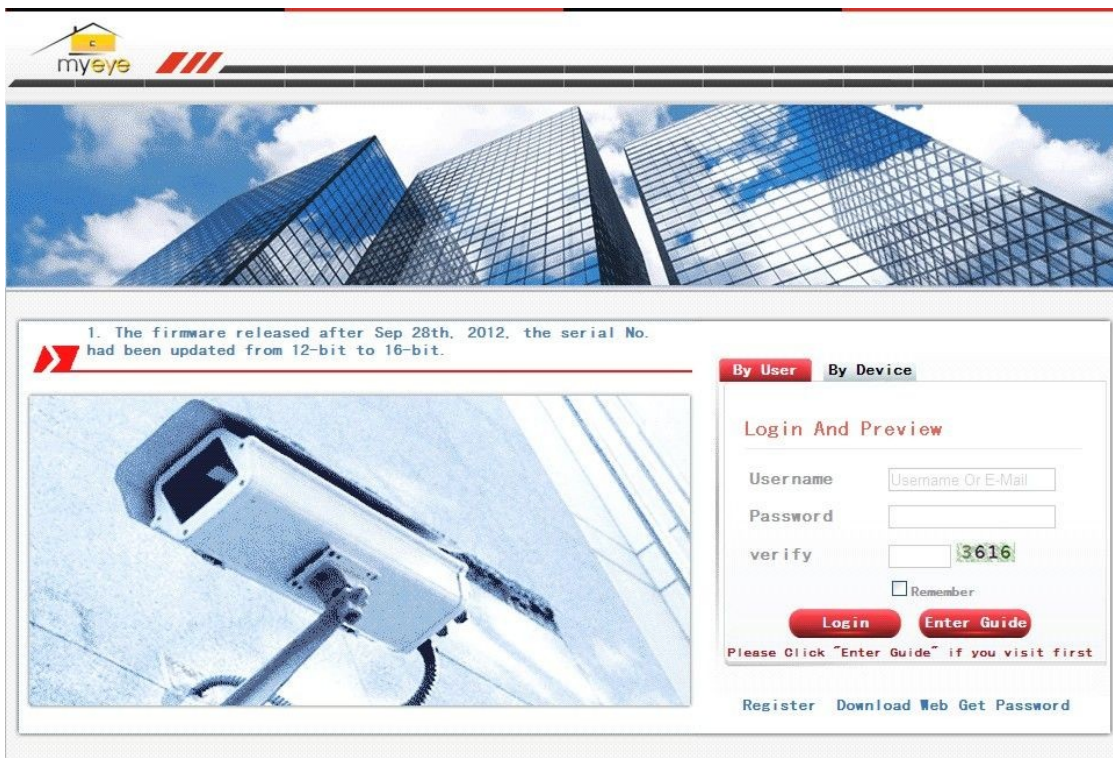 myeye
1. The firmware released after Sep 28th, 2012, the serial No.
had been updated from 12-bit to 16-bit.
By User By Device
Login And Preview
Username Username Or E-Mail
Password
verify 3616
Remember
Login Enter Guide
Please Click "Enter Guide" if you visit first
Register Download Web Get Password